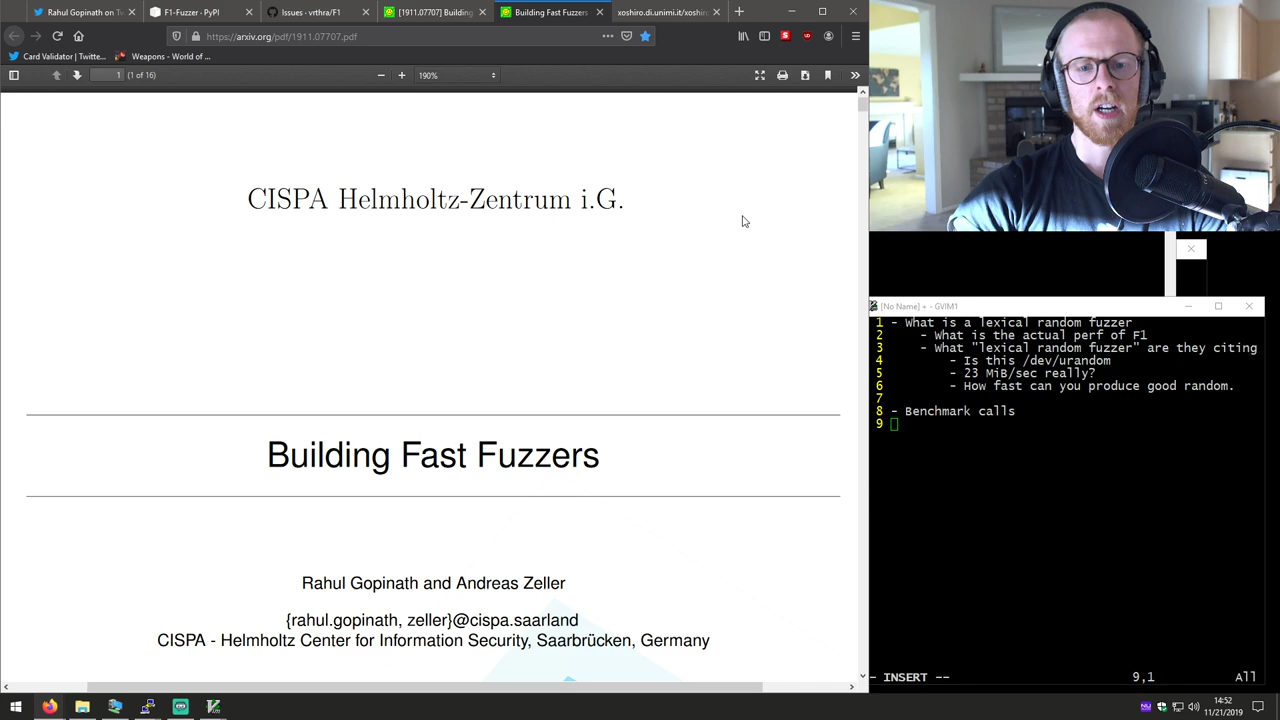 Rahul Gopinath on Tw
F1-Fuzzer - PyPI
Issues - vrthra/F1
[1911.07707] Building
Building Fast Fuzzers
xoshiro.di.unimi.it/xoshiro
https://arxiv.org/pdf/1911.07707.pdf
Card Validator | Twitte...
Weapons - World of ...
1 (1 of 16)
190%
CISPA Helmholtz-Zentrum i.G.
Building Fast Fuzzers
Rahul Gopinath and Andreas Zeller
{rahul.gopinath, zeller}@cispa.saarland
CISPA - Helmholtz Center for Information Security, Saarbrücken, Germany
[No Name] + - GVIM1
1 - What is a lexical random fuzzer
2 - What is the actual perf of F1
3 - What "lexical random fuzzer" are they citing
4 - Is this /dev/urandom
5 - 23 MiB/sec really?
6 - How fast can you produce good random.
7
8 - Benchmark calls
9
- INSERT -- 9,1 All
14:52
11/21/2019